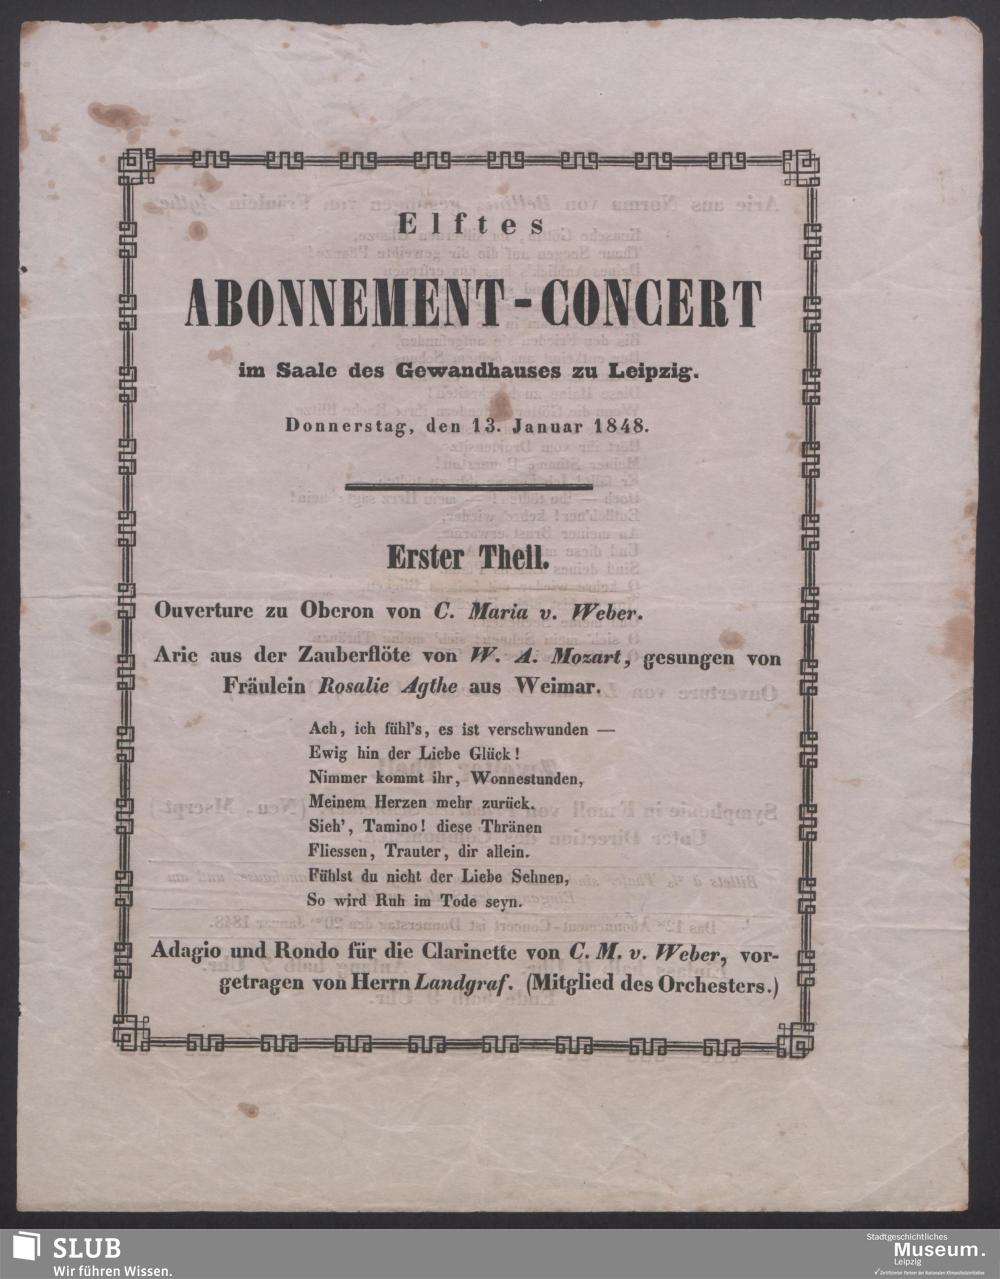 Elftes
ABONNEMENT-CONCERT
im Saale des Gewandhauses zu Leipzig.
Donnerstag, den 13. Januar 1848.
Erster Theil.
Ouverture zu Oberon von C. Maria v. Weber.
Arie aus der Zauberflöte von W. A. Mozart, gesungen von
Fräulein Rosalie Agthe aus Weimar.
Ach, ich fühl's, es ist verschwunden —
Ewig hin der Liebe Glück!
Nimmer kommt ihr, Wonnestunden,
Meinem Herzen mehr zurück.
Sieh', Tamino! diese Thränen
Fliessen, Trauter, dir allein.
Fühlst du nicht der Liebe Sehnen,
So wird Ruh im Tode seyn.
Adagio und Rondo für die Clarinette von C. M. v. Weber, vor-
getragen von Herrn Landgraf. (Mitglied des Orchesters.)
SLUB
Wir führen Wissen.
Stadtgeschichtliches
Museum.
Leipzig
Zertifizierter Partner der Nationalen Klimaschutzinitiative